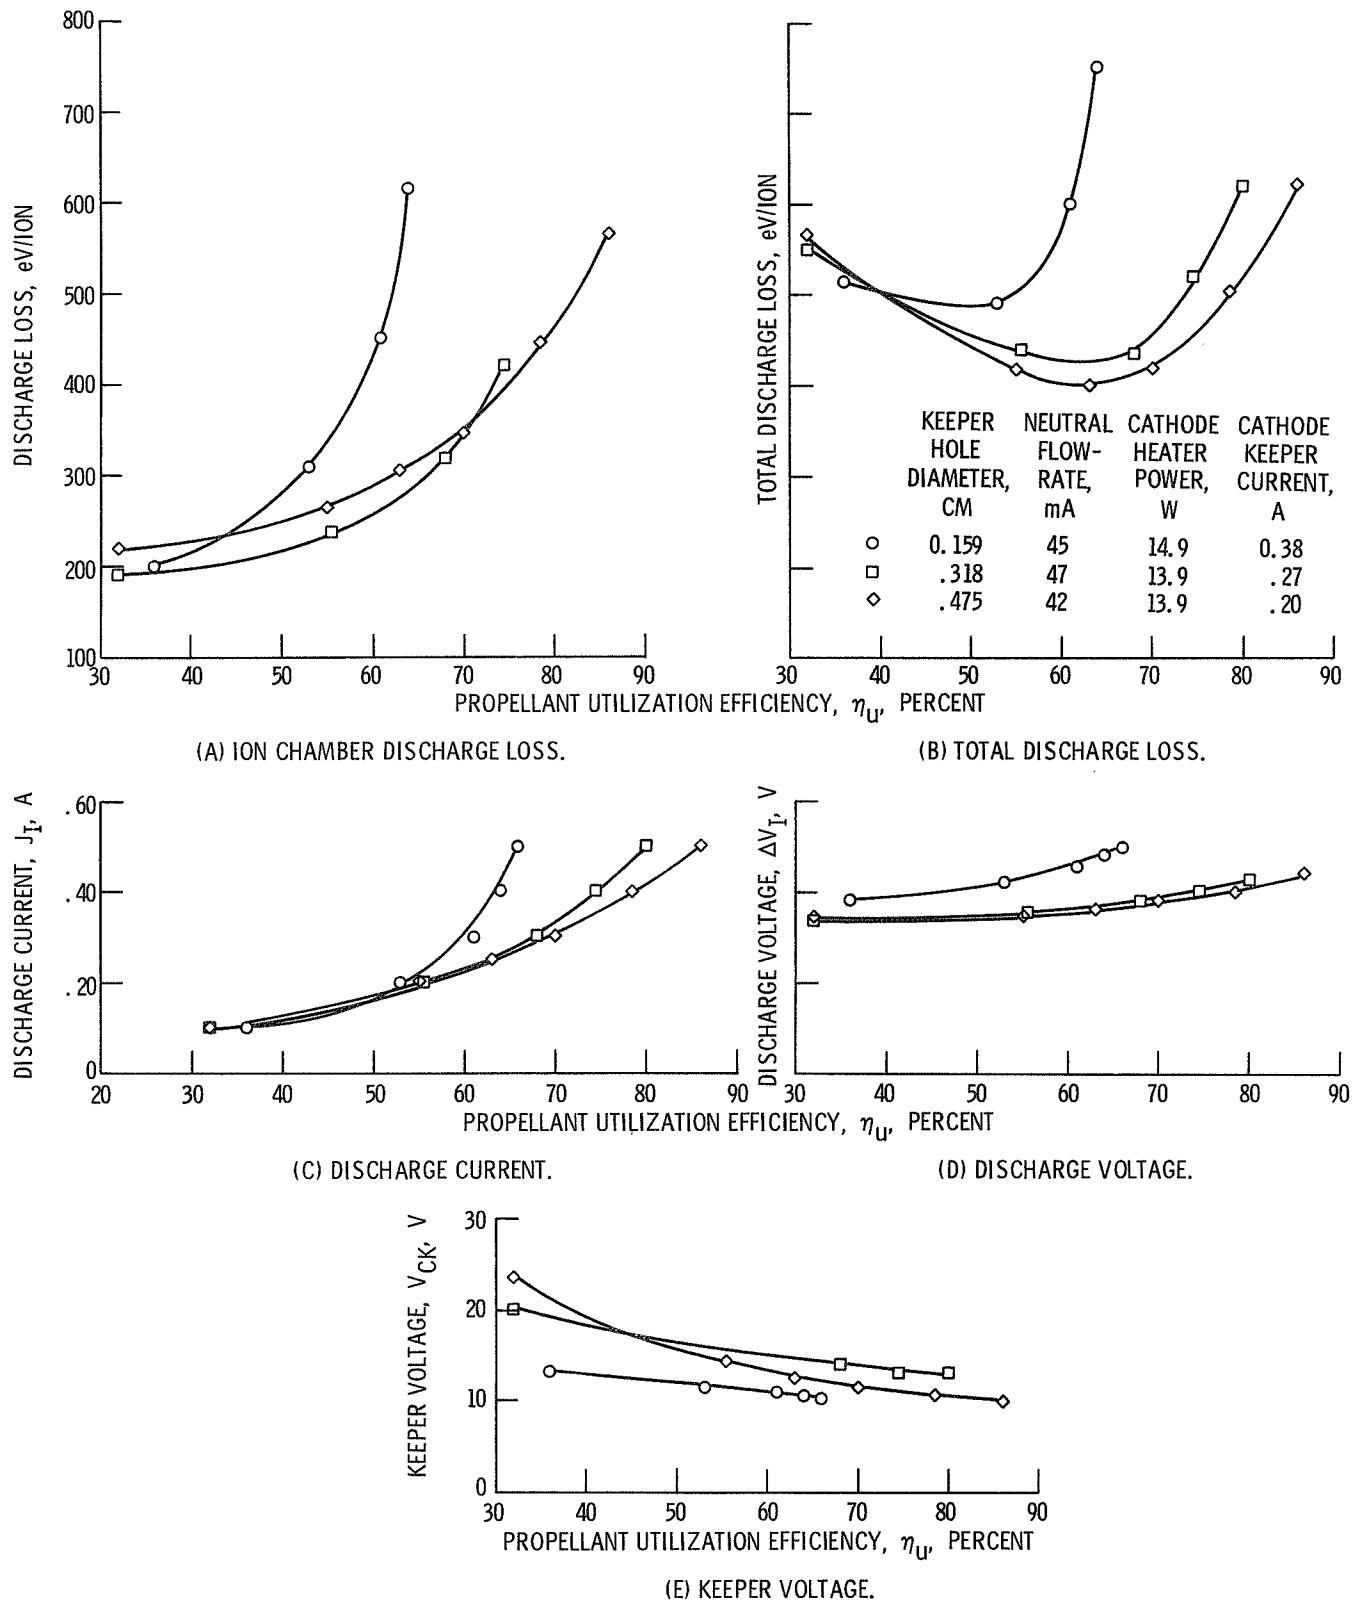 800
700
600
500
400
300
200
100
DISCHARGE LOSS, eV/ION
30 40 50 60 70 80 90
TOTAL DISCHARGE LOSS, eV/ION
KEEPER HOLE DIAMETER, CM
NEUTRAL FLOW-RATE, mA
CATHODE HEATER POWER, W
CATHODE KEEPER CURRENT, A
0.159 45 14.9 0.38
.318 47 13.9 .27
.475 42 13.9 .20
30 40 50 60 70 80 90
PROPELLANT UTILIZATION EFFICIENCY, ηu, PERCENT
(A) ION CHAMBER DISCHARGE LOSS.
(B) TOTAL DISCHARGE LOSS.
.60
.40
.20
0
DISCHARGE CURRENT, JI, A
20 30 40 50 60 70 80 90
DISCHARGE VOLTAGE, ΔVI, V
30 40 50 60 70 80 90
PROPELLANT UTILIZATION EFFICIENCY, ηu, PERCENT
(C) DISCHARGE CURRENT.
(D) DISCHARGE VOLTAGE.
30
20
10
0
KEEPER VOLTAGE, VCK, V
30 40 50 60 70 80 90
PROPELLANT UTILIZATION EFFICIENCY, ηu, PERCENT
(E) KEEPER VOLTAGE.